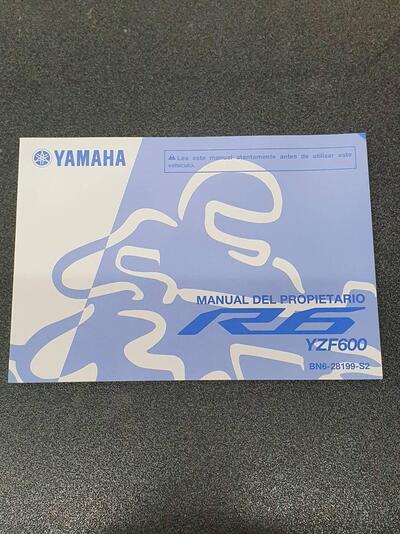 YAMAHA
⚠ Lea este manual atentamente antes de utilizar este
vehículo.
MANUAL DEL PROPIETARIO
R6
YZF600
BN6-28199-S2